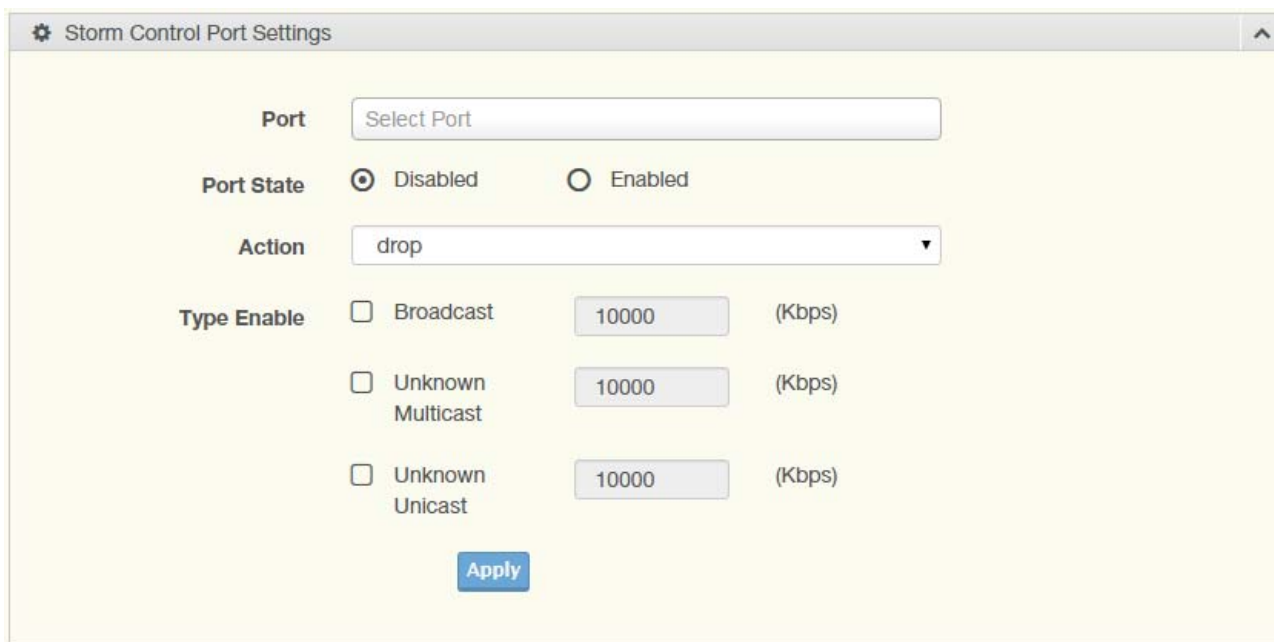 Storm Control Port Settings
Port Select Port
Port State Disabled Enabled
Action drop
Type Enable Broadcast 10000 (Kbps)
Unknown 10000 (Kbps)
Multicast
Unknown 10000 (Kbps)
Unicast
Apply